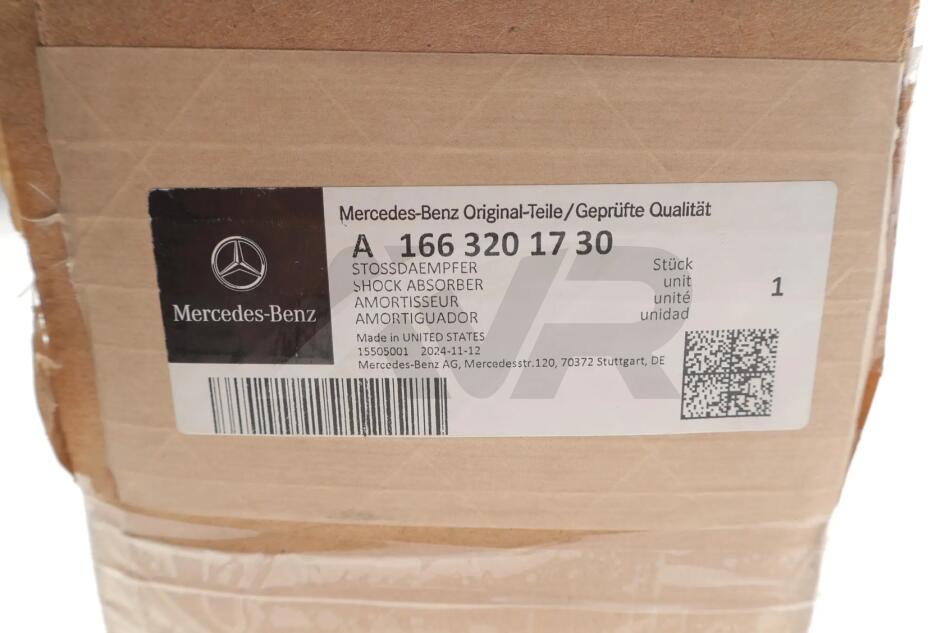 Mercedes-Benz Original-Teile/Geprüfte Qualität
A 166 320 17 30
STOSSDAEMPFER Stück
SHOCK ABSORBER unit
AMORTISSEUR unité
AMORTIGUADOR unidad
1
Mercedes-Benz
Made in UNITED STATES
15505001 2024-11-12
Mercedes-Benz AG, Mercedesstr.120, 70372 Stuttgart, DE